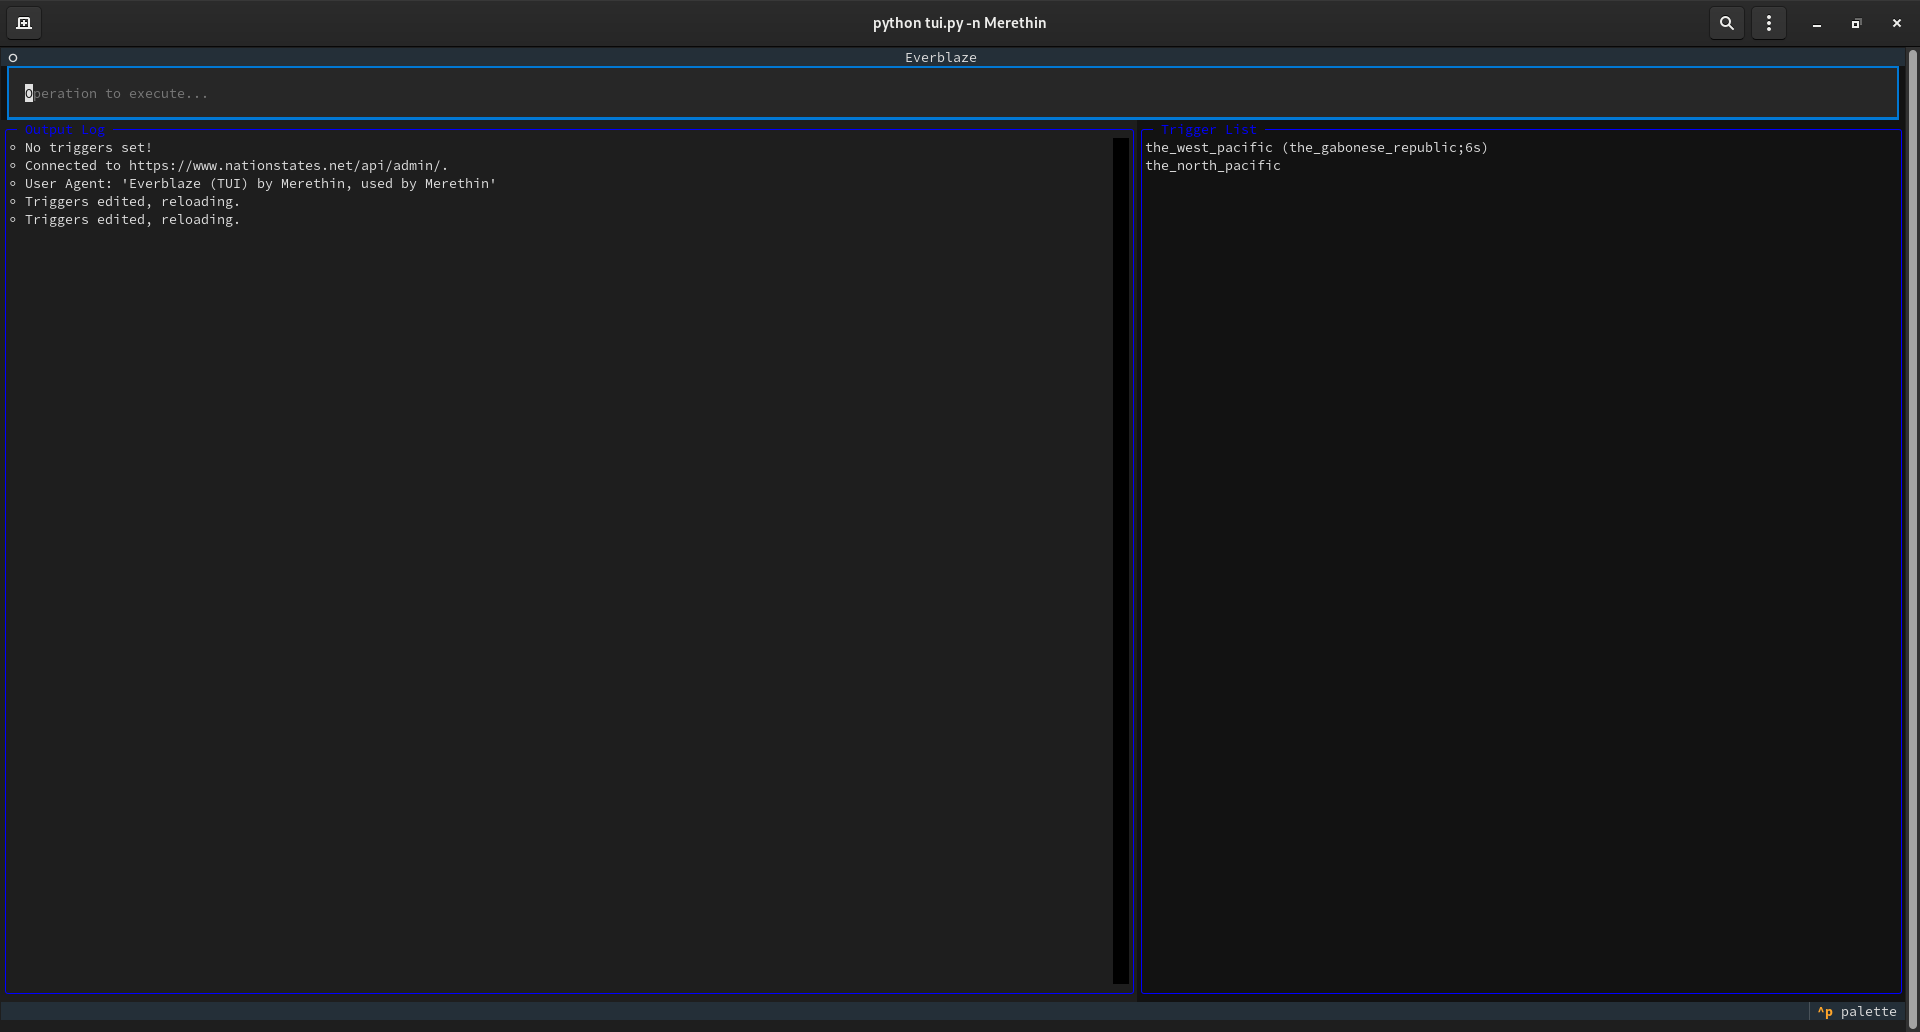 python tui.py -n Merethin
Everblaze
Operation to execute...
Output Log
○ No triggers set!
○ Connected to https://www.nationstates.net/api/admin/.
○ User Agent: 'Everblaze (TUI) by Merethin, used by Merethin'
○ Triggers edited, reloading.
○ Triggers edited, reloading.
Trigger List
the_west_pacific (the_gabonese_republic;6s)
the_north_pacific
^p palette